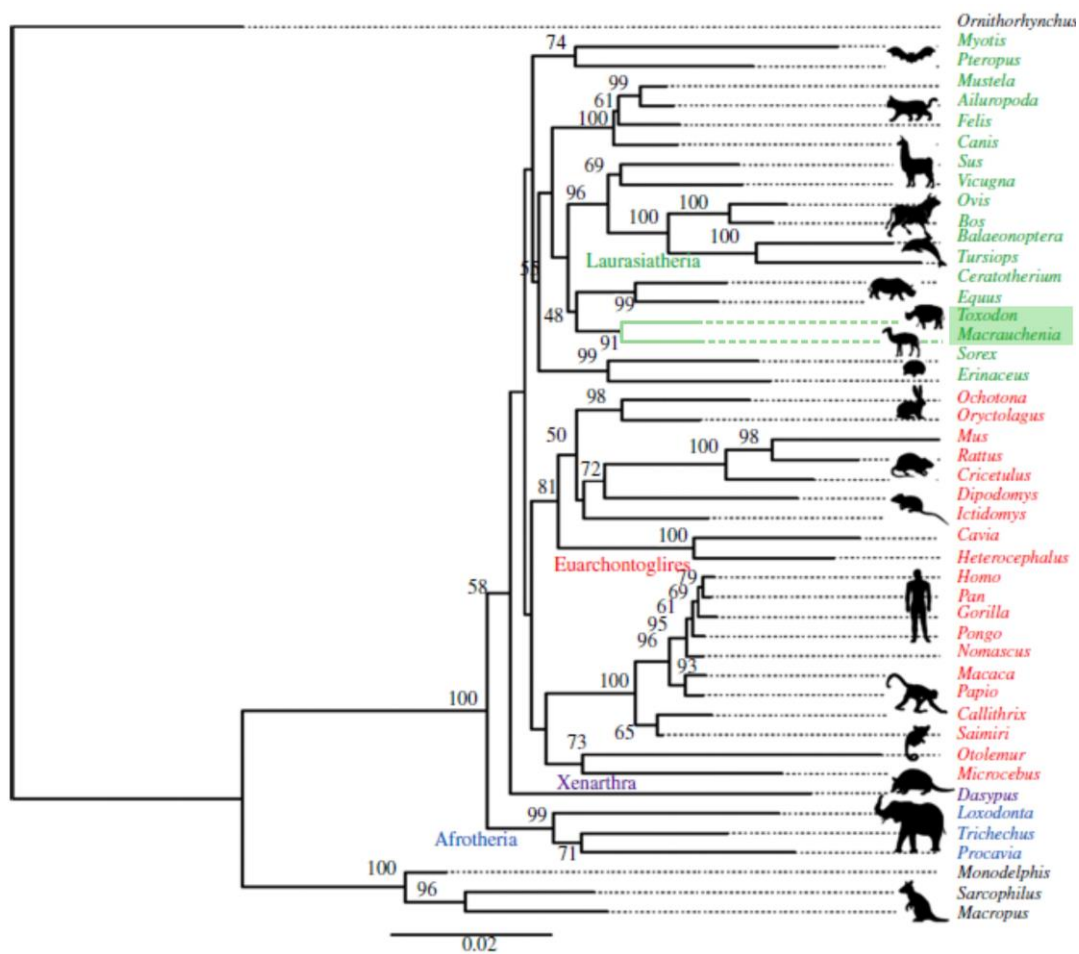 Ornithorhynchus
74 Myotis
Pteropus
99 Mustela
61 Ailuropoda
100 Felis
Canis
69 Sus
96 Vicugna
100 Ovis
100 Bos
100 Balaeonoptera
Laurasiatheria Tursiops
55 Ceratotherium
99 Equus
48 Toxodon
91 Macrauchenia
99 Sorex
Erinaceus
98 Ochotona
50 Oryctolagus
98 Mus
100 Rattus
72 Cricetulus
81 Dipodomys
Ictidomys
100 Cavia
Euarchontoglires Heterocephalus
79 Homo
58 69 Pan
61 Gorilla
95 Pongo
96 Nomascus
93 Macaca
100 Papio
Callithrix
65 Saimiri
73 Otolemur
Xenarthra Microcebus
100 Dasypus
99 Loxodonta
Afrotheria Trichechus
71 Procavia
100 Monodelphis
96 Sarcophilus
Macropus
0.02